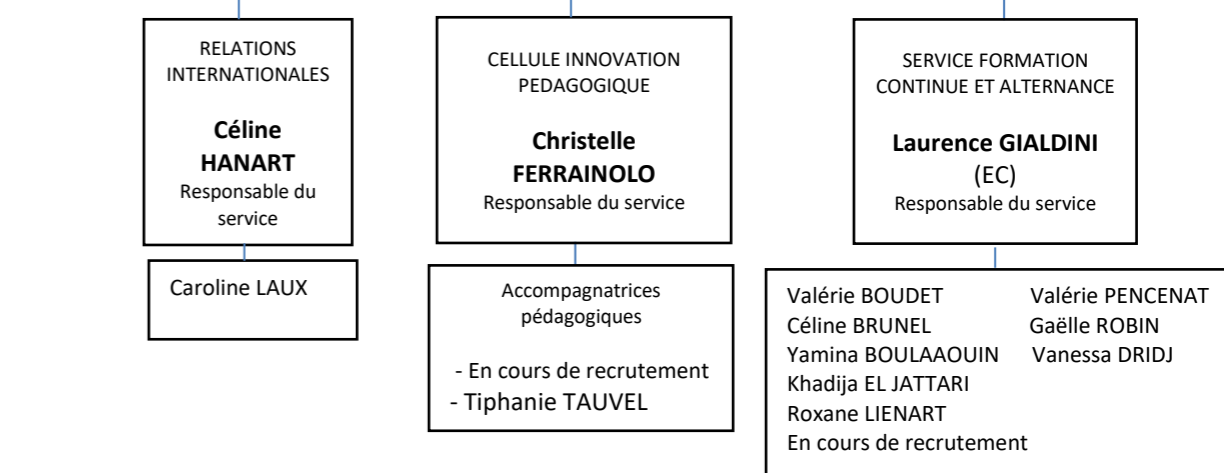 RELATIONS
INTERNATIONALES
Céline
HANART
Responsable du
service
Caroline LAUX
CELLULE INNOVATION
PEDAGOGIQUE
Christelle
FERRAINOLO
Responsable du service
Accompagnatrices
pédagogiques
- En cours de recrutement
- Tiphanie TAUVEL
SERVICE FORMATION
CONTINUE ET ALTERNANCE
Laurence GIALDINI
(EC)
Responsable du service
Valérie BOUDET
Céline BRUNEL
Yamina BOULAAOUIN
Khadija EL JATTARI
Roxane LIENART
En cours de recrutement
Valérie PENCENAT
Gaëlle ROBIN
Vanessa DRIDJ